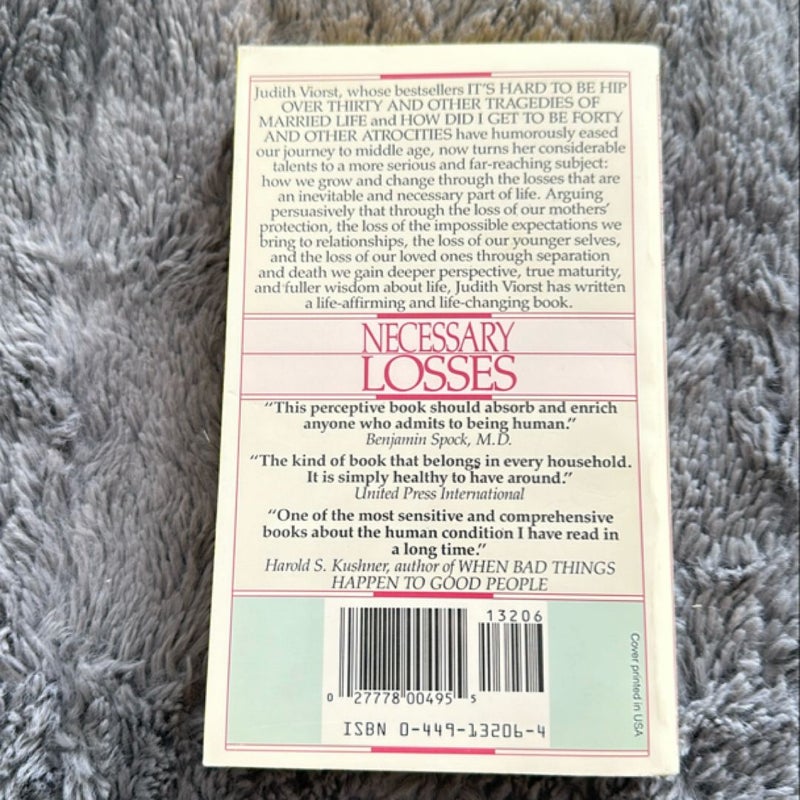 Judith Viorst, whose bestsellers IT'S HARD TO BE HIP
OVER THIRTY AND OTHER TRAGEDIES OF
MARRIED LIFE and HOW DID I GET TO BE FORTY
AND OTHER ATROCITIES have humorously eased
our journey to middle age, now turns her considerable
talents to a more serious and far-reaching subject:
how we grow and change through the losses that are
an inevitable and necessary part of life. Arguing
persuasively that through the loss of our mothers'
protection, the loss of the impossible expectations we
bring to relationships, the loss of our younger selves,
and the loss of our loved ones through separation
and death we gain deeper perspective, true maturity,
and fuller wisdom about life, Judith Viorst has written
a life-affirming and life-changing book.
NECESSARY
LOSSES
“This perceptive book should absorb and enrich
anyone who admits to being human.”
Benjamin Spock, M.D.
“The kind of book that belongs in every household.
It is simply healthy to have around.”
United Press International
“One of the most sensitive and comprehensive
books about the human condition I have read in
a long time.”
Harold S. Kushner, author of WHEN BAD THINGS
HAPPEN TO GOOD PEOPLE
13206
0 27778 00495 5
ISBN 0-449-13206-4
Cover printed in USA